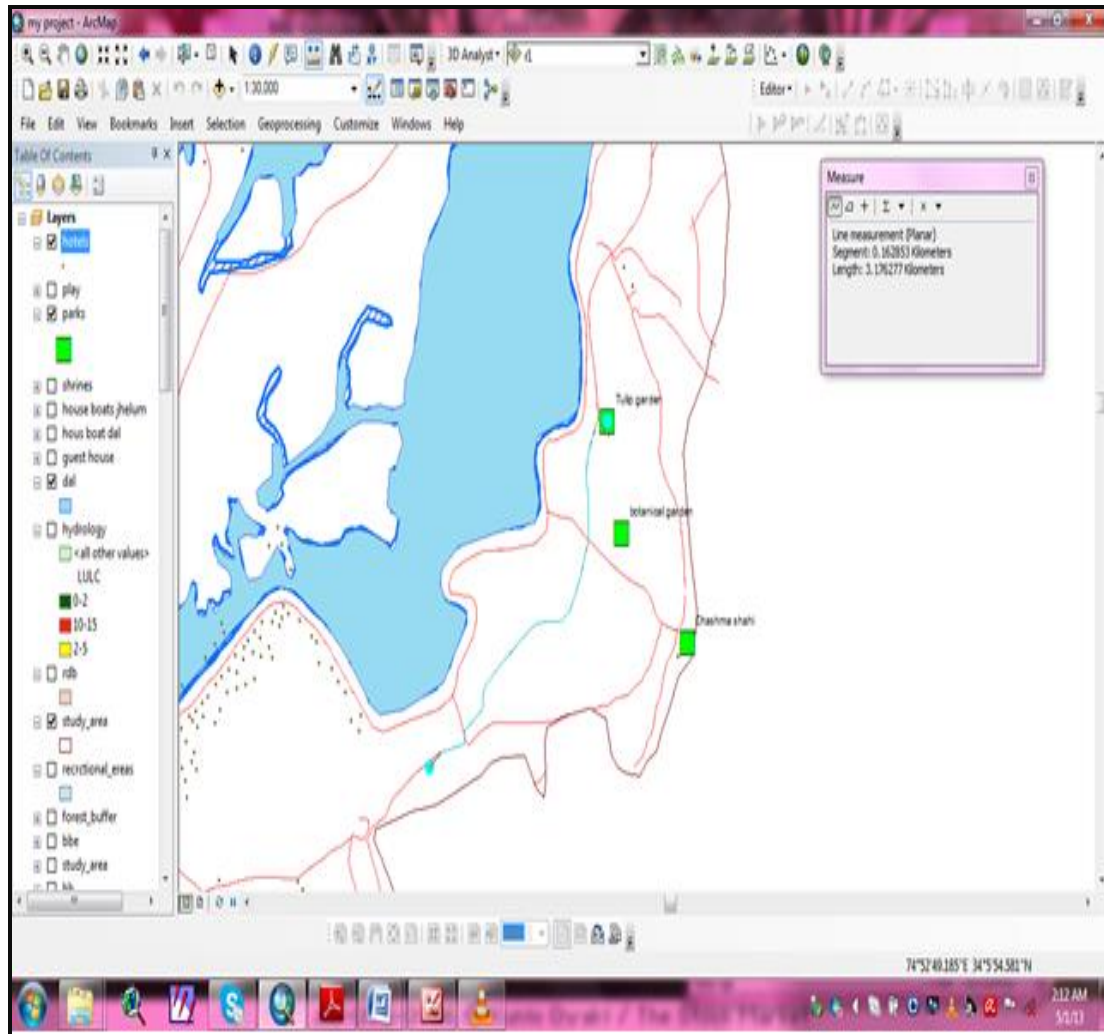 my project - ArcMap
3D Analyst
1:30,000
Editor
File Edit View Bookmarks Insert Selection Geoprocessing Customize Windows Help
Table Of Contents
Layers
hotels
play
parks
shrines
house boats jhelum
hous boat dal
guest house
dal
hydrology
<all other values>
LULC
0-2
10-15
2-5
rdb
study_area
recrctional_ereas
forest_buffer
bbe
study_area
Measure
Line measurement (Planar)
Segment: 0.162853 Kilometers
Length: 3.176277 Kilometers
Tulip garden
botanical garden
Chashma shahi
74°52'49.185"E 34°5'54.581"N
2:12 AM
5/1/13